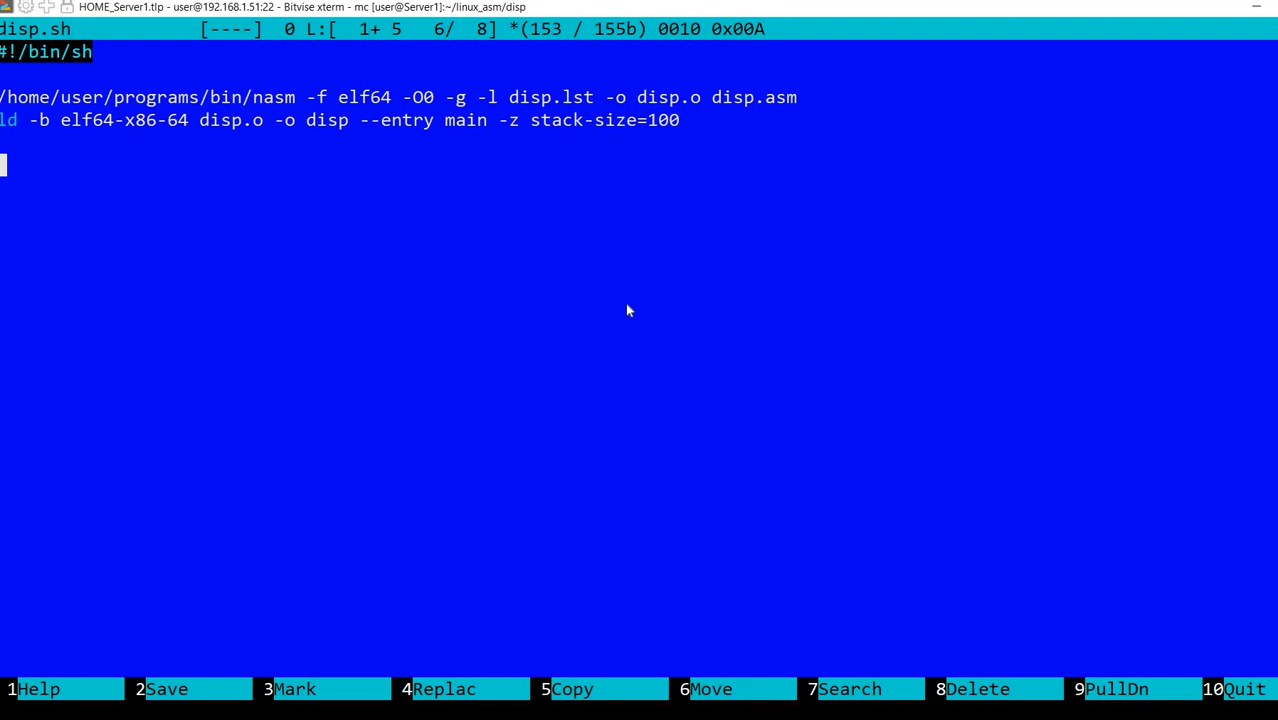 HOME_Server1.tlp - user@192.168.1.51:22 - Bitvise xterm - mc [user@Server1]:~/linux_asm/disp
disp.sh [----] 0 L:[ 1+ 5 6/ 8] *(153 / 155b) 0010 0x00A
#!/bin/sh
/home/user/programs/bin/nasm -f elf64 -O0 -g -l disp.lst -o disp.o disp.asm
ld -b elf64-x86-64 disp.o -o disp --entry main -z stack-size=100
1Help 2Save 3Mark 4Replac 5Copy 6Move 7Search 8Delete 9PullDn 10Quit